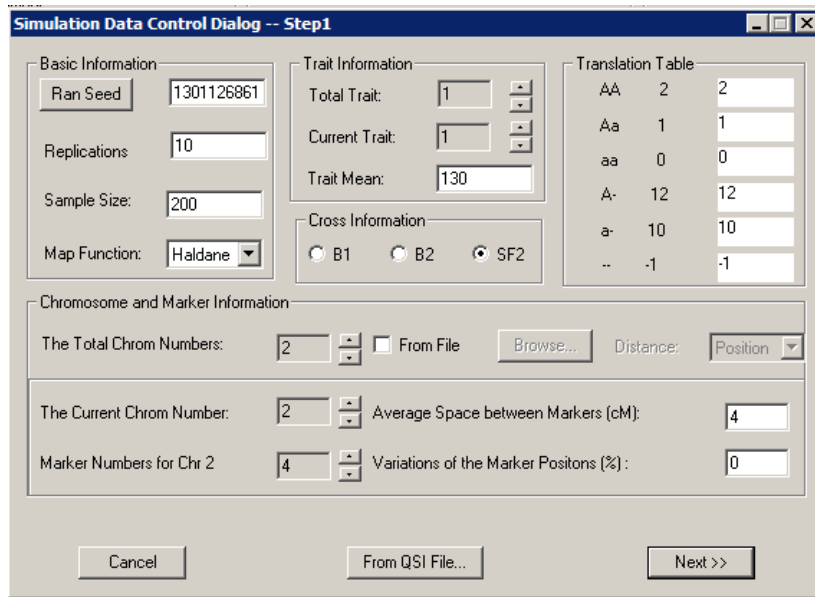 Simulation Data Control Dialog -- Step1
Basic Information
Ran Seed 1301126861
Replications 10
Sample Size: 200
Map Function: Haldane
Trait Information
Total Trait: 1
Current Trait: 1
Trait Mean: 130
Cross Information
B1 B2 SF2
Translation Table
AA 2 2
Aa 1 1
aa 0 0
A- 12 12
a- 10 10
-- -1 -1
Chromosome and Marker Information
The Total Chrom Numbers: 2 From File Browse... Distance: Position
The Current Chrom Number: 2 Average Space between Markers (cM): 4
Marker Numbers for Chr 2 4 Variations of the Marker Positons (%) : 0
Cancel From QSI File... Next >>